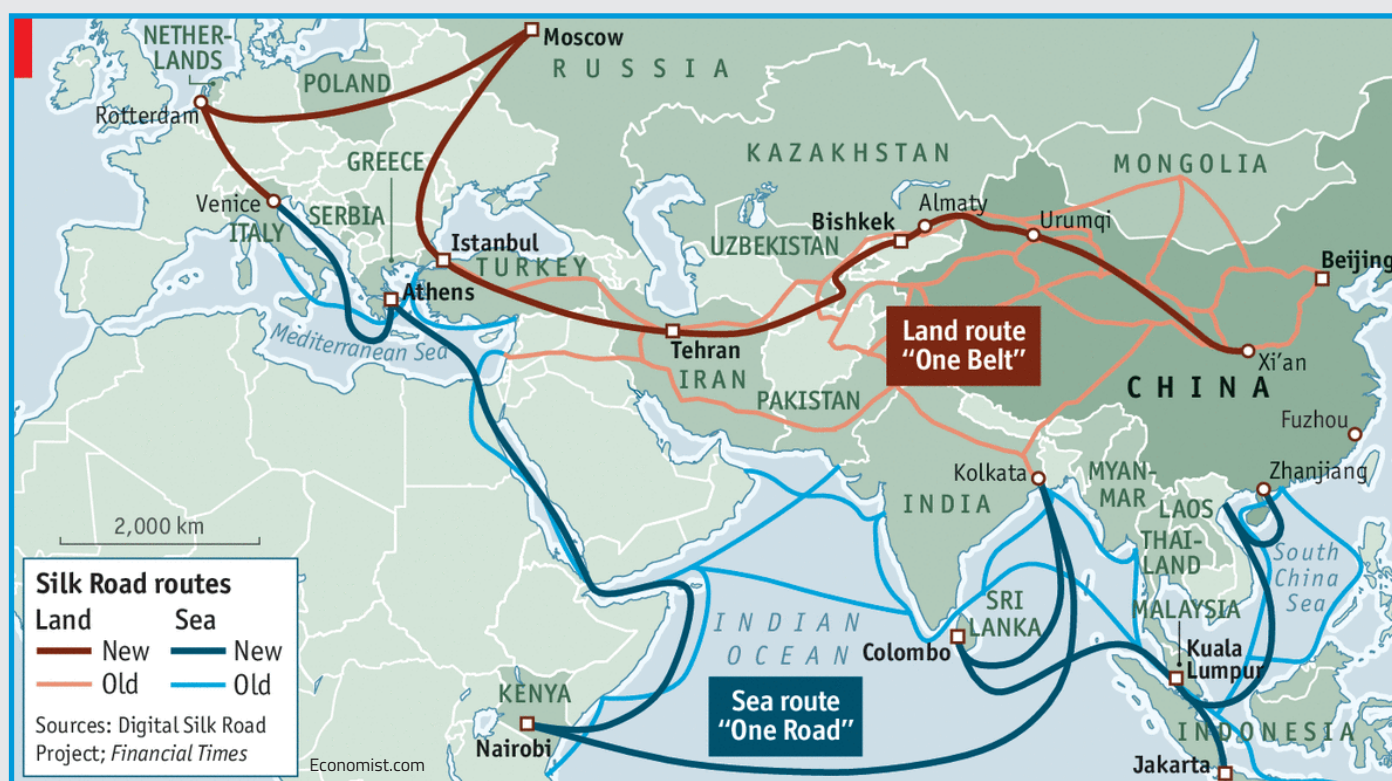 NETHER-
LANDS
Moscow
RUSSIA
POLAND
Rotterdam
KAZAKHSTAN
MONGOLIA
GREECE
Venice
SERBIA
ITALY
Almaty
Bishkek
Urumqi
Istanbul
UZBEKISTAN
TURKEY
Beijing
Athens
Mediterranean Sea
Tehran
IRAN
Land route
“One Belt”
Xi’an
CHINA
PAKISTAN
Fuzhou
Kolkata
MYAN-
MAR
Zhanjiang
INDIA
LAOS
THAI-
LAND
South
China
Sea
2,000 km
SRI
LANKA
MALAYSIA
INDIAN
OCEAN
Colombo
Kuala
Lumpur
KENYA
Nairobi
Sea route
“One Road”
INDONESIA
Jakarta
Silk Road routes
Land Sea
New New
Old Old
Sources: Digital Silk Road
Project; Financial Times
Economist.com